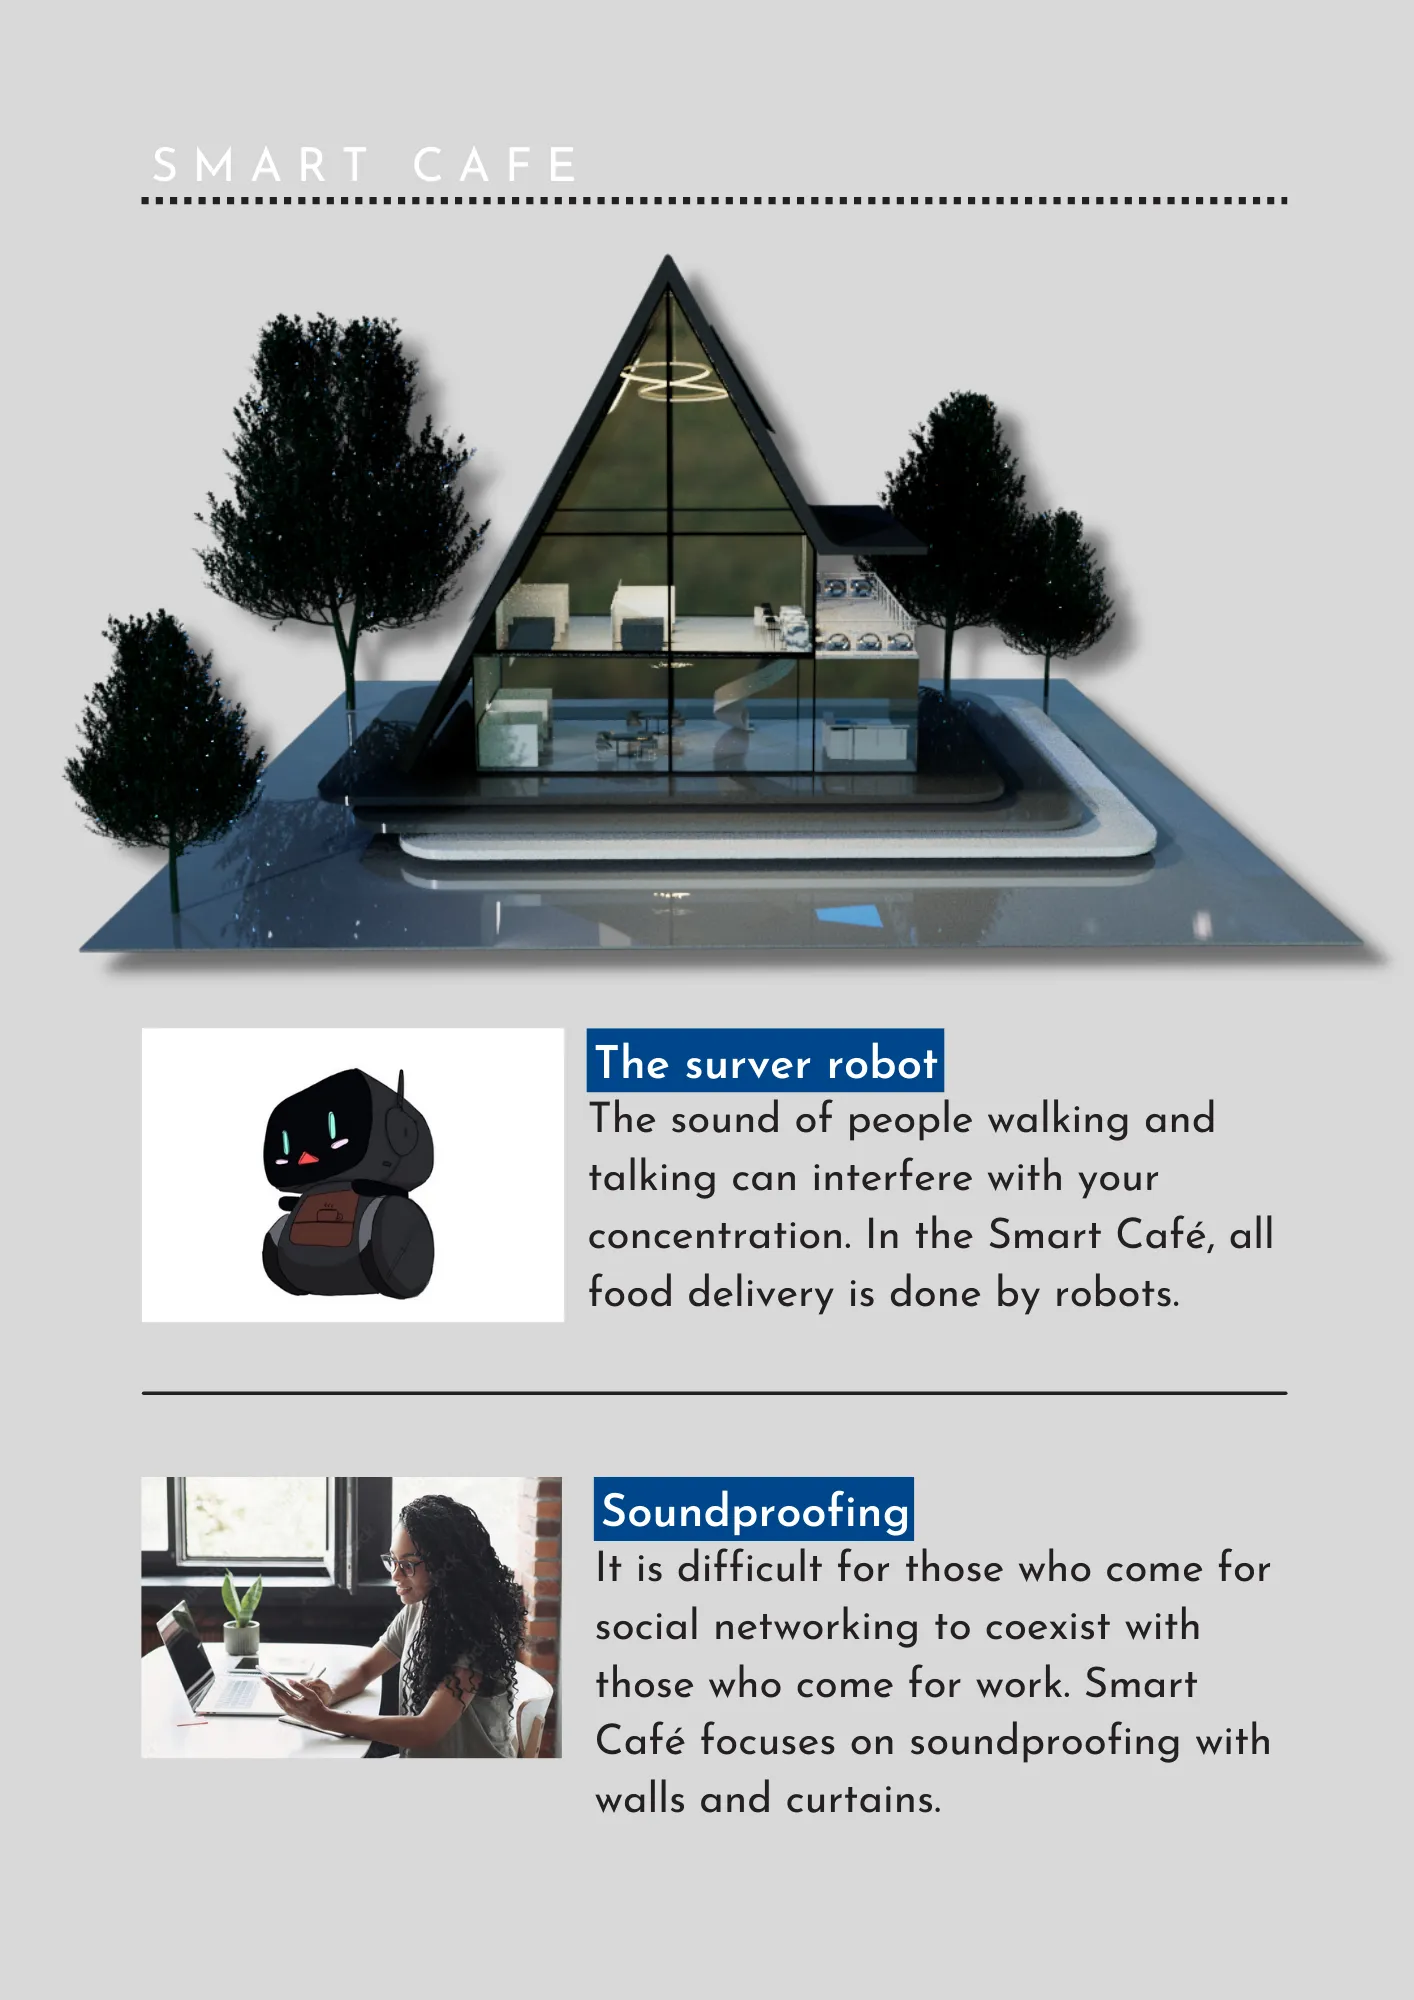 SMART CAFE
The surver robot
The sound of people walking and
talking can interfere with your
concentration. In the Smart Café, all
food delivery is done by robots.
Soundproofing
It is difficult for those who come for
social networking to coexist with
those who come for work. Smart
Café focuses on soundproofing with
walls and curtains.